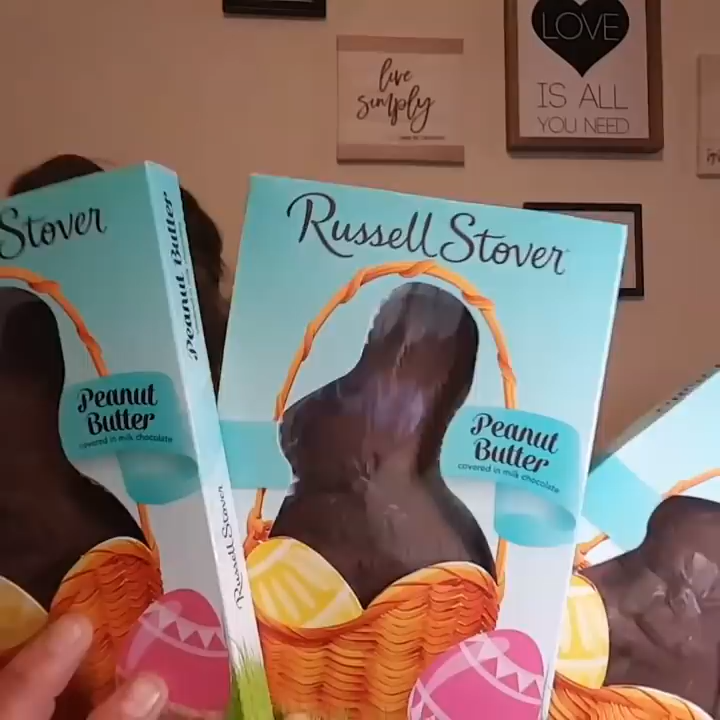 live
simply
LOVE
IS ALL
YOU NEED
Stover
Peanut Butter
Peanut
Butter
covered in milk chocolate
Russell Stover
Russell Stover
Peanut
Butter
covered in milk chocolate